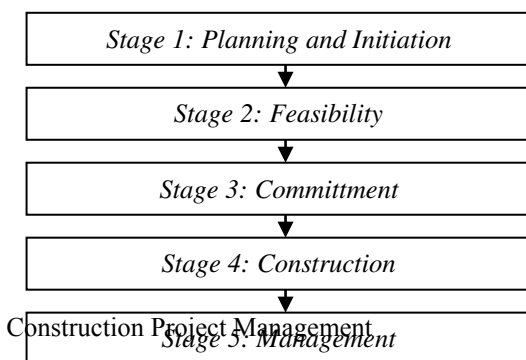 Stage 1: Planning and Initiation
Stage 2: Feasibility
Stage 3: Committment
Stage 4: Construction
Construction Project Management
Stage 5: Management